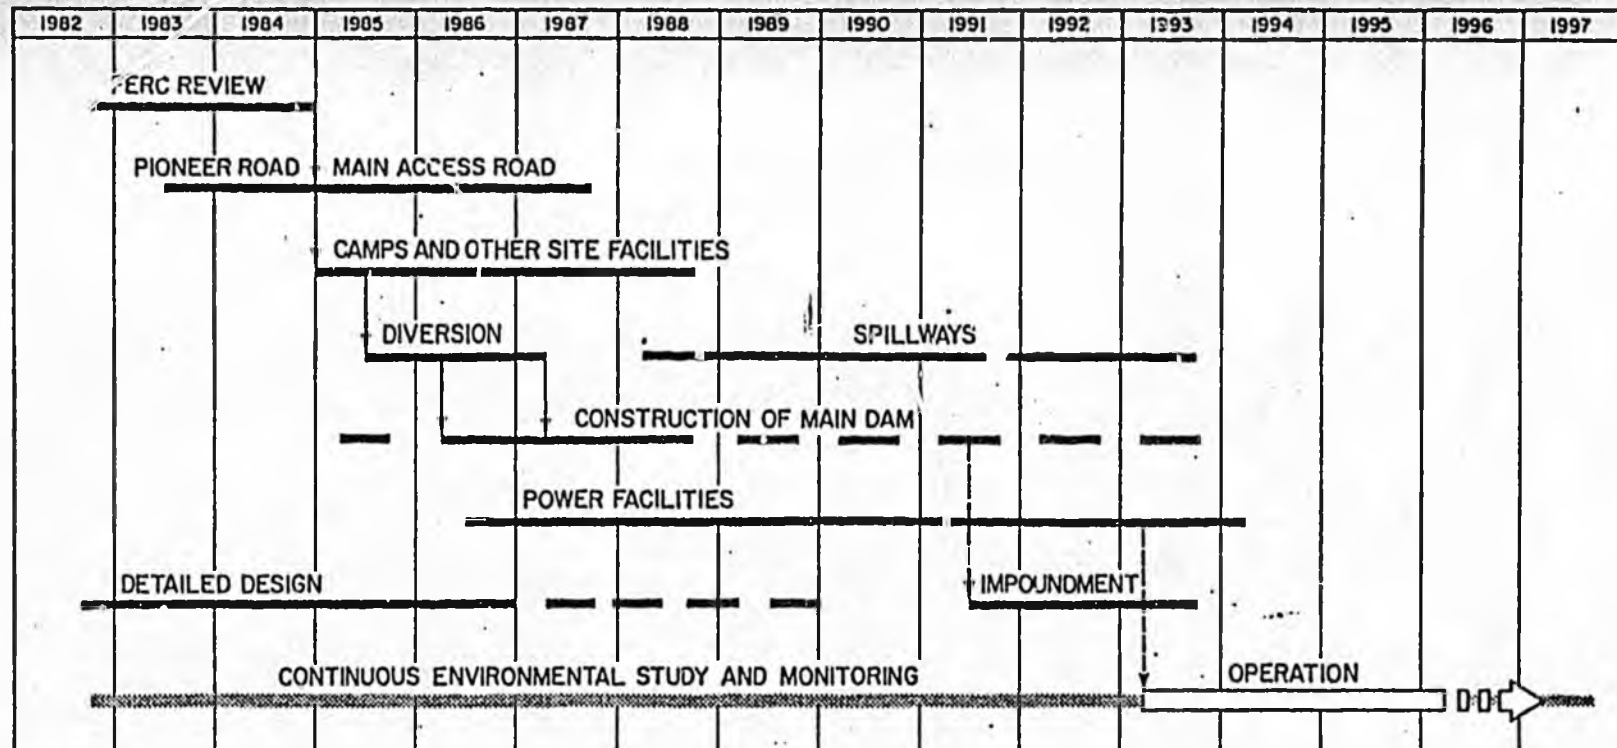 1982 1983 1984 1985 1986 1987 1988 1989 1990 1991 1992 1993 1994 1995 1996 1997
FERC REVIEW
PIONEER ROAD MAIN ACCESS ROAD
CAMPS AND OTHER SITE FACILITIES
DIVERSION SPILLWAYS
CONSTRUCTION OF MAIN DAM
POWER FACILITIES
DETAILED DESIGN IMPOUNDMENT
CONTINUOUS ENVIRONMENTAL STUDY AND MONITORING OPERATION